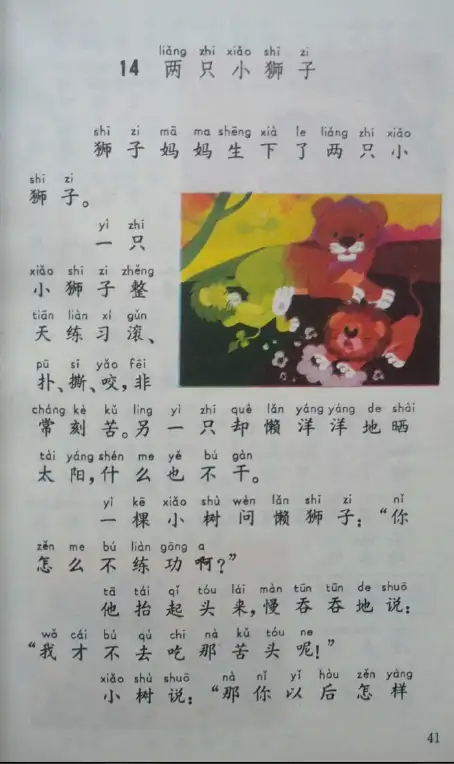 liǎng zhī xiǎo shī zi
14 两只小狮子
shī zi mā ma shēng xià le liǎng zhī xiǎo
狮子妈妈生下了两只小
shī zi
狮子。
yì zhī
一只
xiǎo shī zi zhěng
小狮子整
tiān liàn xí gǔn
天练习滚、
pū sī yǎo fēi
扑、撕、咬,非
cháng kè kǔ lìng yì zhī què lǎn yáng yáng de shài
常刻苦。另一只却懒洋洋地晒
tài yáng shén me yě bú gàn
太阳,什么也不干。
yì kē xiǎo shù wèn lǎn shī zi nǐ
一棵小树问懒狮子:“你
zěn me bú liàn gōng a
怎么不练功啊?”
tā tái qǐ tóu lái màn tūn tūn de shuō
他抬起头来,慢吞吞地说:
wǒ cái bú qù chī nà kǔ tóu ne
“我才不去吃那苦头呢!”
xiǎo shù shuō nà nǐ yǐ hòu zěn yàng
小树说:“那你以后怎样
41